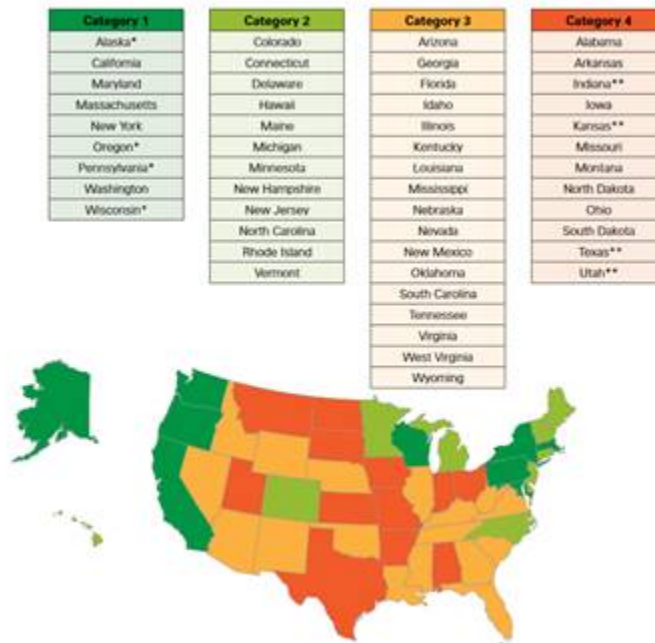 Category 1
Alaska*
California
Maryland
Massachusetts
New York
Oregon*
Pennsylvania*
Washington
Wisconsin*
Category 2
Colorado
Connecticut
Delaware
Hawaii
Maine
Michigan
Minnesota
New Hampshire
New Jersey
North Carolina
Rhode Island
Vermont
Category 3
Arizona
Georgia
Florida
Idaho
Illinois
Kentucky
Louisiana
Mississippi
Nebraska
Nevada
New Mexico
Oklahoma
South Carolina
Tennessee
Virginia
West Virginia
Wyoming
Category 4
Alabama
Arkansas
Indiana**
Iowa
Kansas**
Missouri
Montana
North Dakota
Ohio
South Dakota
Texas**
Utah**